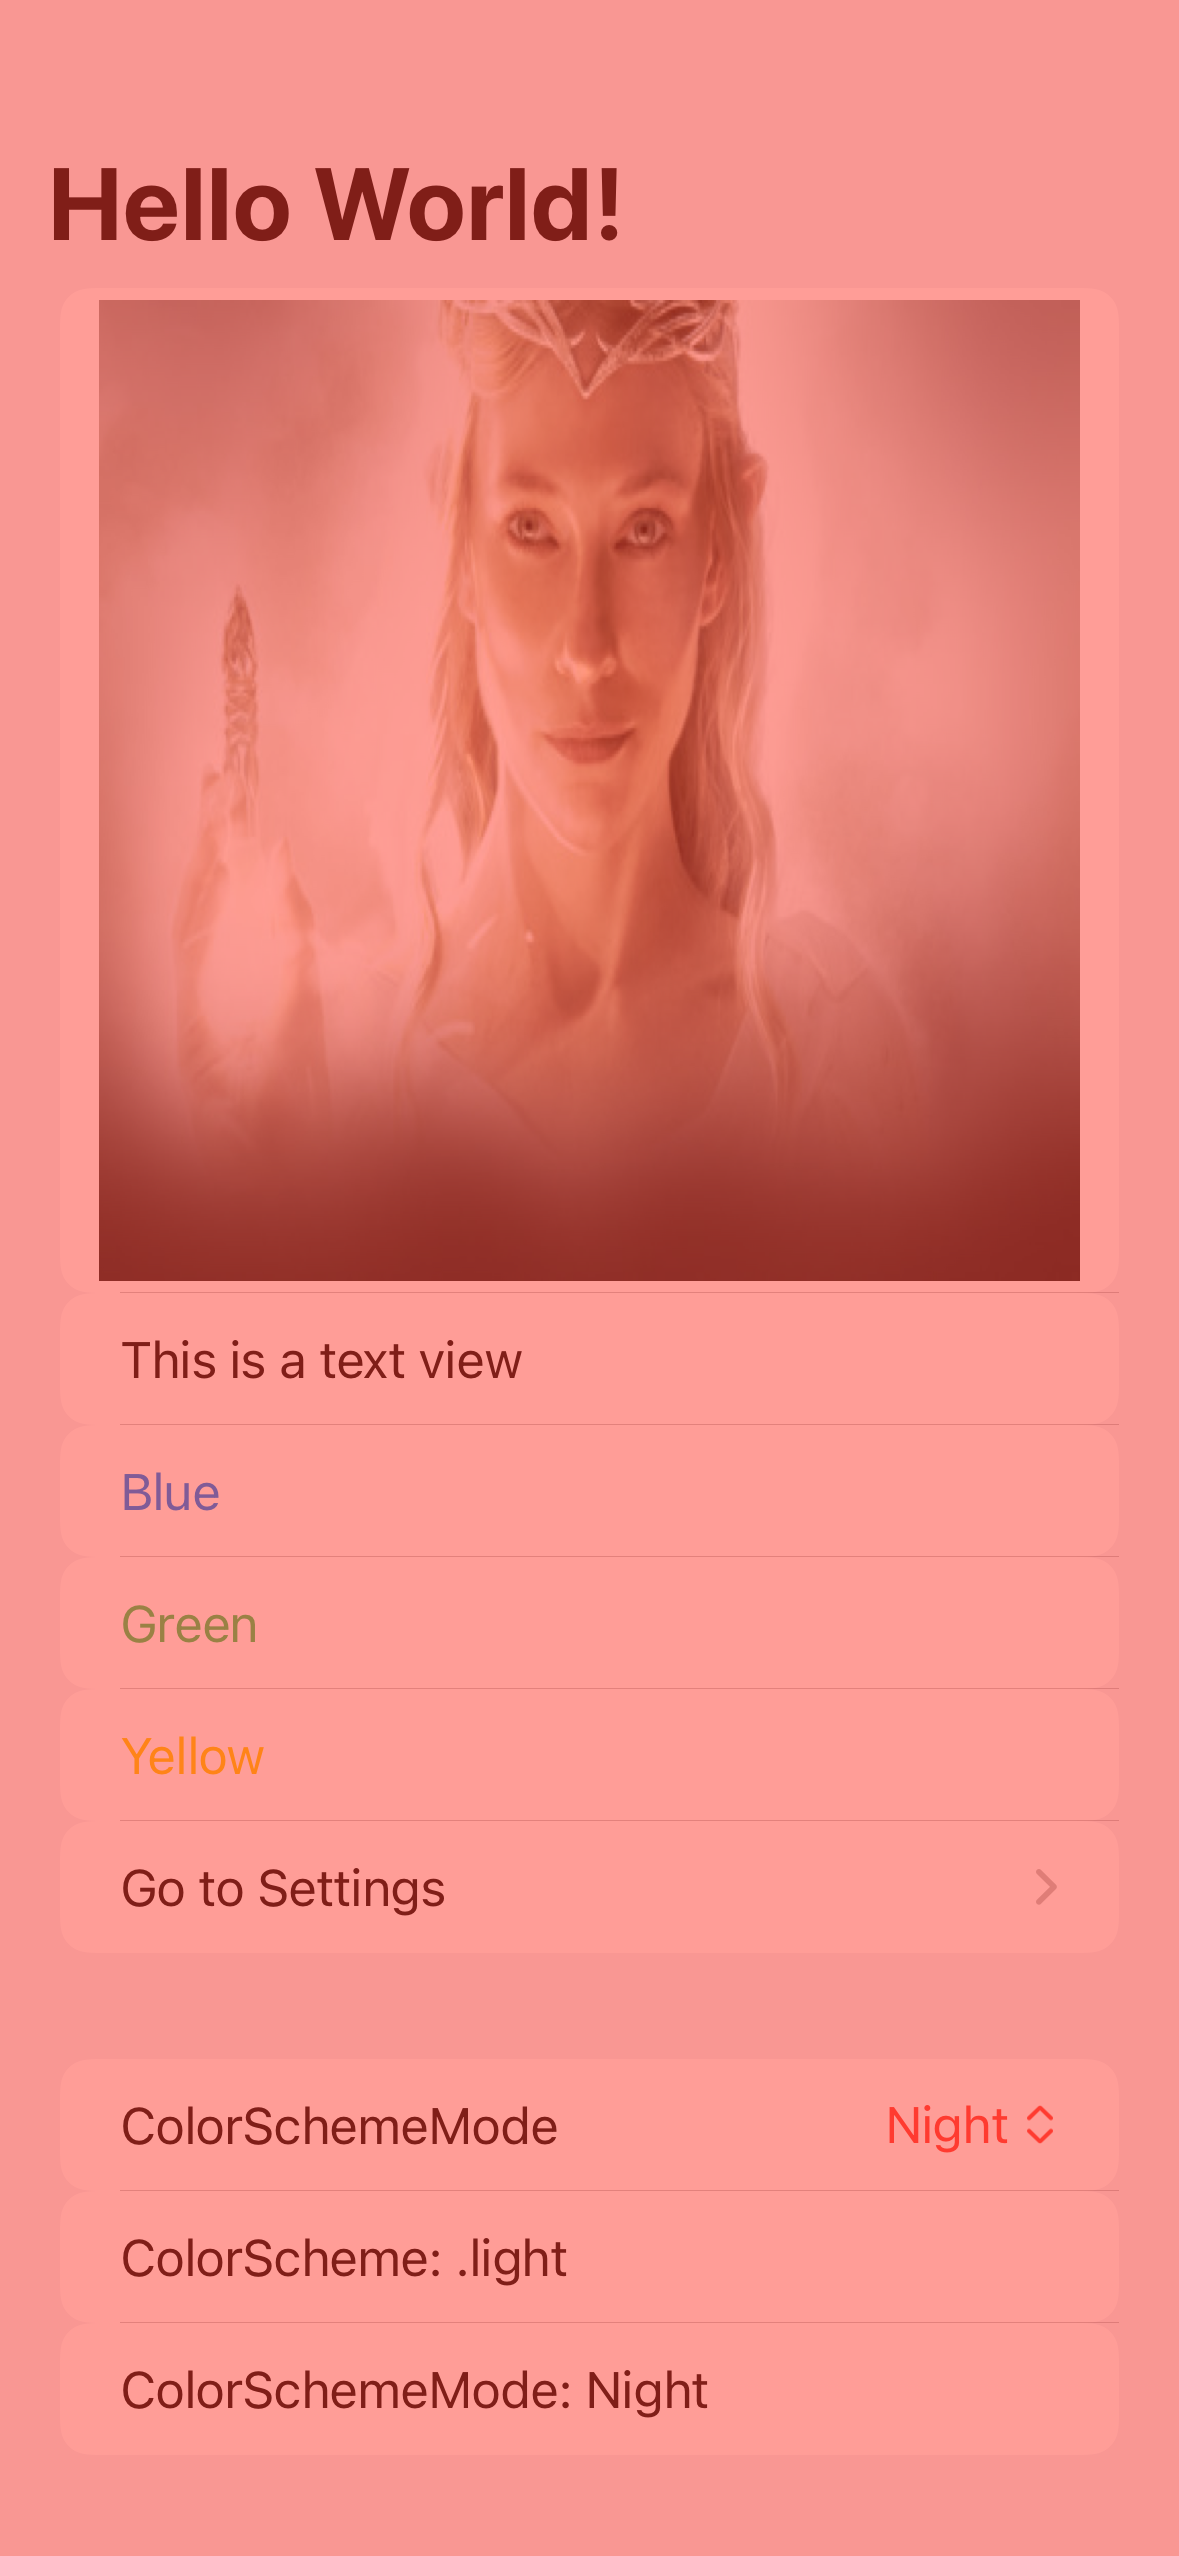 Hello World!
This is a text view
Blue
Green
Yellow
Go to Settings
ColorSchemeMode Night
ColorScheme: .light
ColorSchemeMode: Night